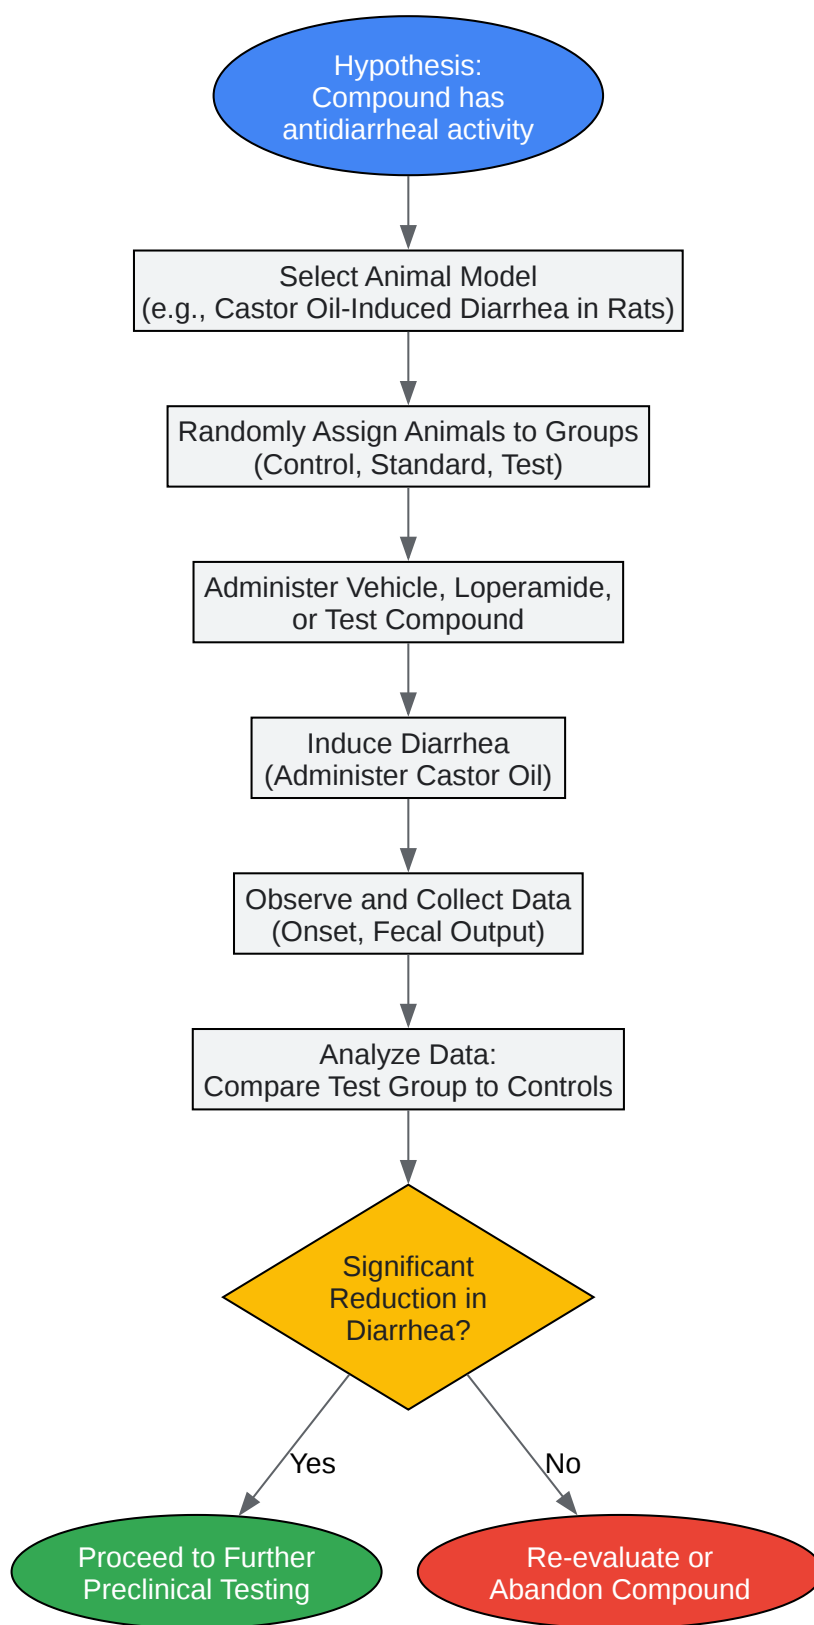 Hypothesis:
Compound has
antidiarrheal activity
Select Animal Model
(e.g., Castor Oil-Induced Diarrhea in Rats)
Randomly Assign Animals to Groups
(Control, Standard, Test)
Administer Vehicle, Loperamide,
or Test Compound
Induce Diarrhea
(Administer Castor Oil)
Observe and Collect Data
(Onset, Fecal Output)
Analyze Data:
Compare Test Group to Controls
Significant
Reduction in
Diarrhea?
Yes
No
Proceed to Further
Preclinical Testing
Re-evaluate or
Abandon Compound